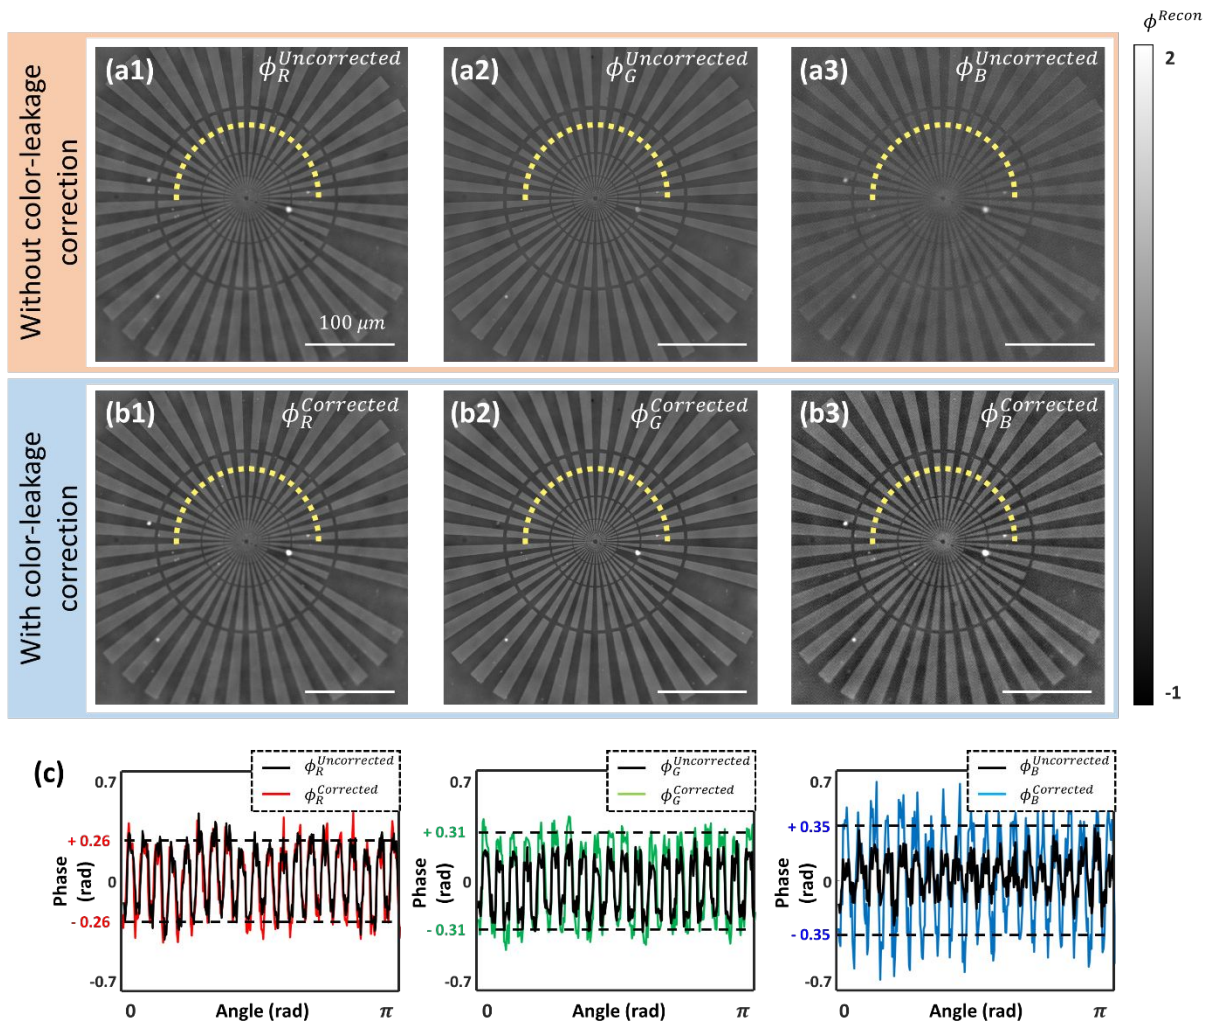 ϕ^Recon
2
-1
Without color-leakage
correction
(a1) ϕ_R^Uncorrected
(a2) ϕ_G^Uncorrected
(a3) ϕ_B^Uncorrected
100 μm
With color-leakage
correction
(b1) ϕ_R^Corrected
(b2) ϕ_G^Corrected
(b3) ϕ_B^Corrected
(c)
ϕ_R^Uncorrected
ϕ_R^Corrected
0.7
+ 0.26
0
- 0.26
-0.7
Phase
(rad)
0 Angle (rad) π
ϕ_G^Uncorrected
ϕ_G^Corrected
0.7
+ 0.31
0
- 0.31
-0.7
Phase
(rad)
0 Angle (rad) π
ϕ_B^Uncorrected
ϕ_B^Corrected
0.7
+ 0.35
0
- 0.35
-0.7
Phase
(rad)
0 Angle (rad) π